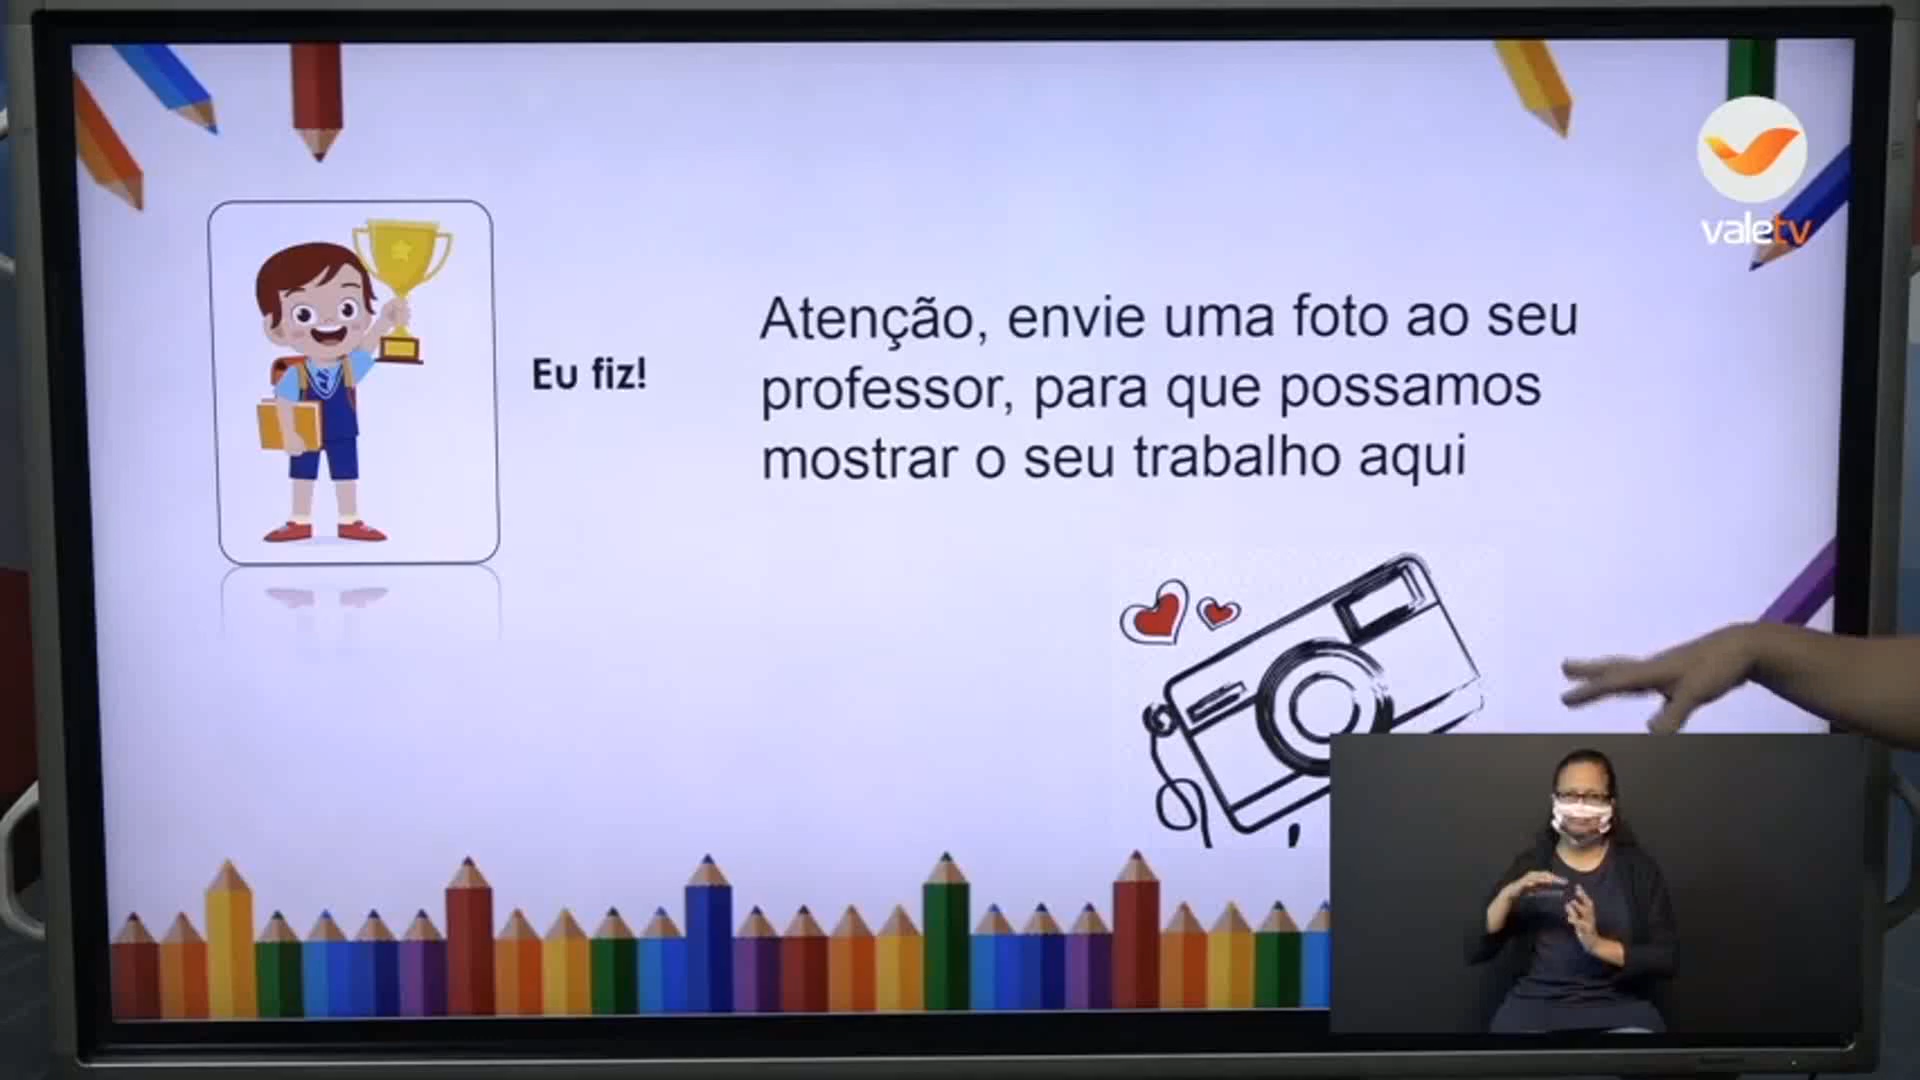 valetv
Eu fiz!
Atenção, envie uma foto ao seu
professor, para que possamos
mostrar o seu trabalho aqui